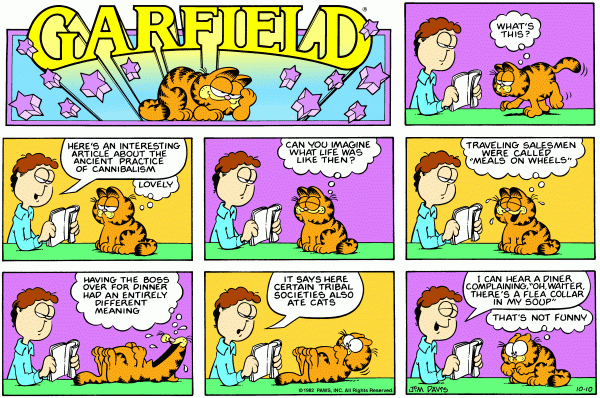 GARFIELD
®
WHAT'S
THIS?
HERE'S AN INTERESTING
ARTICLE ABOUT THE
ANCIENT PRACTICE
OF CANNIBALISM
LOVELY
CAN YOU IMAGINE
WHAT LIFE WAS
LIKE THEN?
TRAVELING SALESMEN
WERE CALLED
"MEALS ON WHEELS"
HAVING THE BOSS
OVER FOR DINNER
HAD AN ENTIRELY
DIFFERENT
MEANING
IT SAYS HERE
CERTAIN TRIBAL
SOCIETIES ALSO
ATE CATS
© 1982 PAWS, INC. All Rights Reserved.
I CAN HEAR A DINER
COMPLAINING, "OH, WAITER,
THERE'S A FLEA COLLAR
IN MY SOUP"
THAT'S NOT FUNNY
JIM DAVIS
10-10